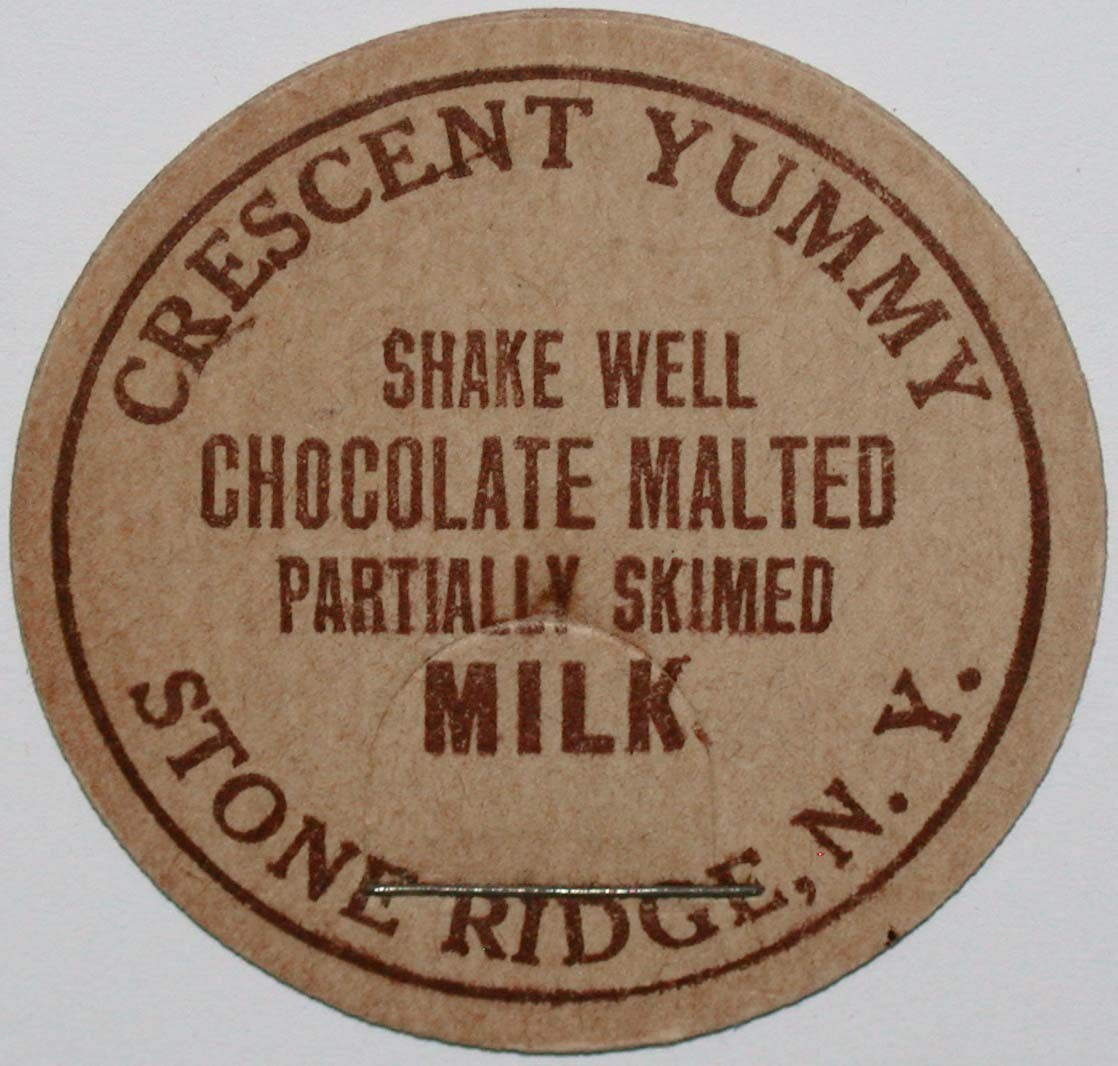 CRESCENT YUMMY
SHAKE WELL
CHOCOLATE MALTED
PARTIALLY SKIMED
MILK
STONE RIDGE, N. Y.